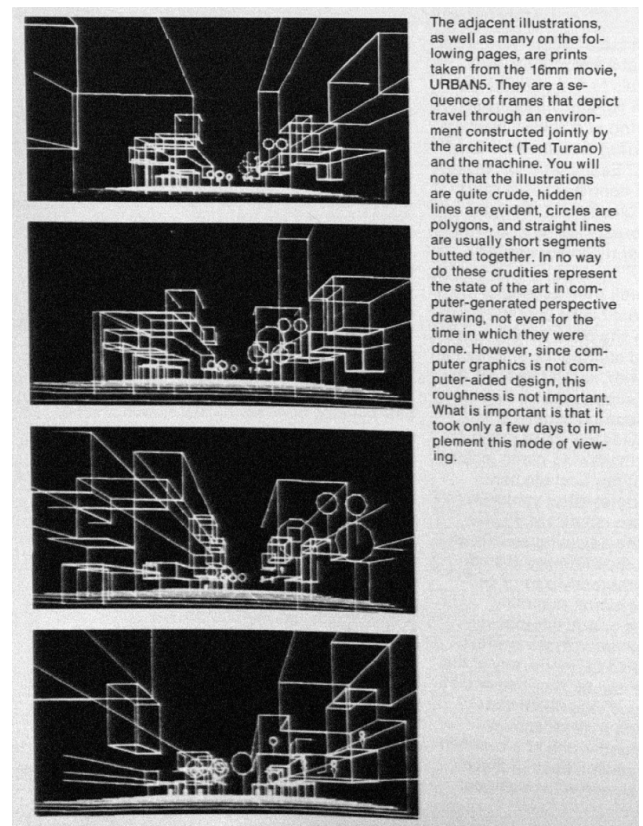 The adjacent illustrations,
as well as many on the fol-
lowing pages, are prints
taken from the 16mm movie,
URBAN5. They are a se-
quence of frames that depict
travel through an environ-
ment constructed jointly by
the architect (Ted Turano)
and the machine. You will
note that the illustrations
are quite crude, hidden
lines are evident, circles are
polygons, and straight lines
are usually short segments
butted together. In no way
do these crudities represent
the state of the art in com-
puter-generated perspective
drawing, not even for the
time in which they were
done. However, since com-
puter graphics is not com-
puter-aided design, this
roughness is not important.
What is important is that it
took only a few days to im-
plement this mode of view-
ing.